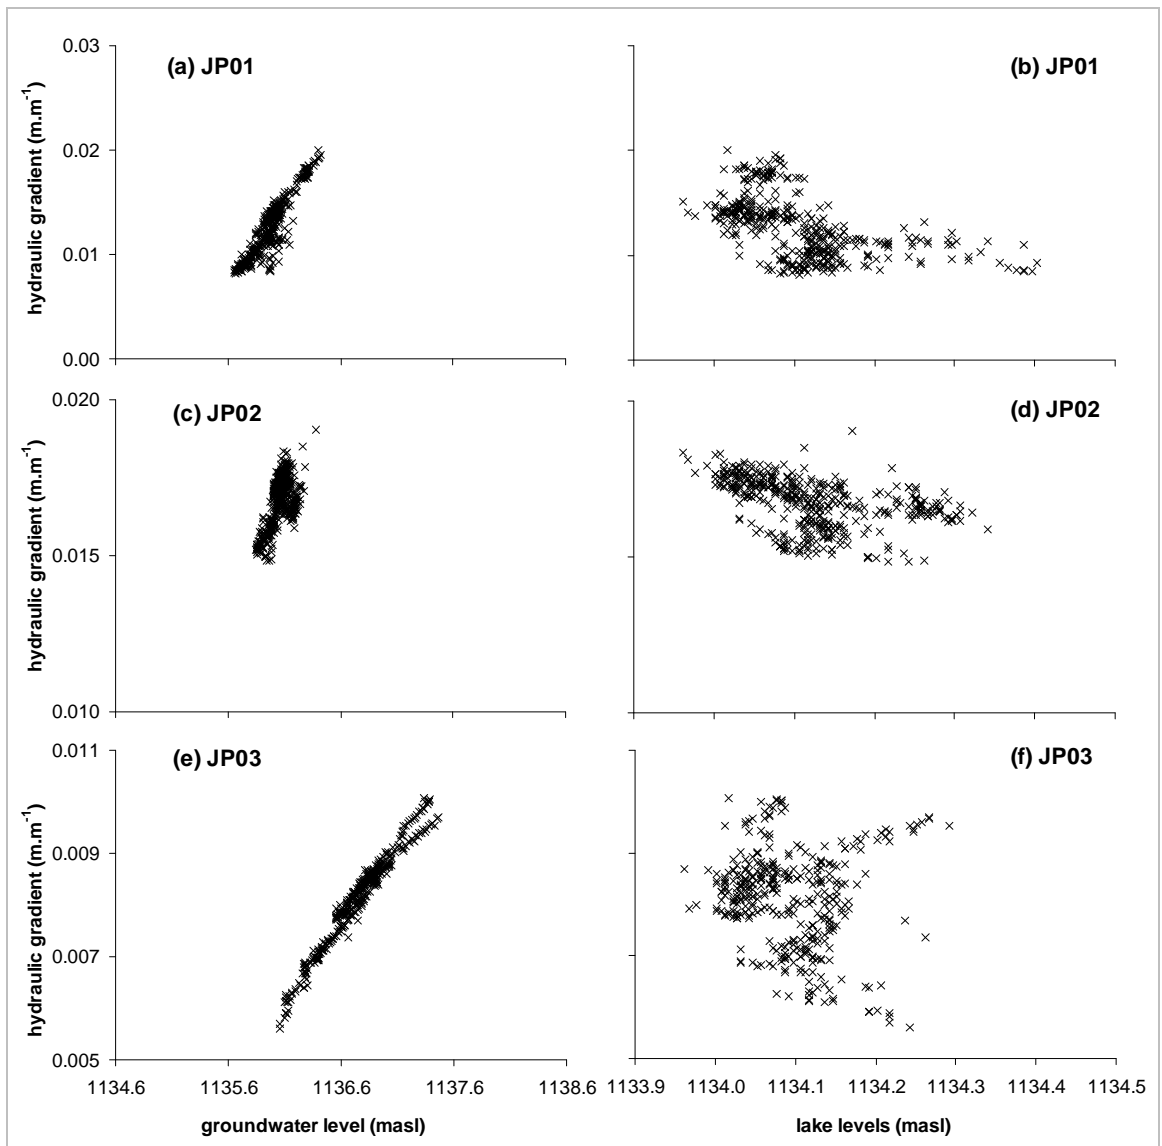 (a) JP01
hydraulic gradient (m.m⁻¹)
0.03
0.02
0.01
0.00
(b) JP01
(c) JP02
hydraulic gradient (m.m⁻¹)
0.020
0.015
0.010
(d) JP02
(e) JP03
hydraulic gradient (m.m⁻¹)
0.011
0.009
0.007
0.005
1134.6 1135.6 1136.6 1137.6 1138.6
groundwater level (masl)
(f) JP03
1133.9 1134.0 1134.1 1134.2 1134.3 1134.4 1134.5
lake levels (masl)